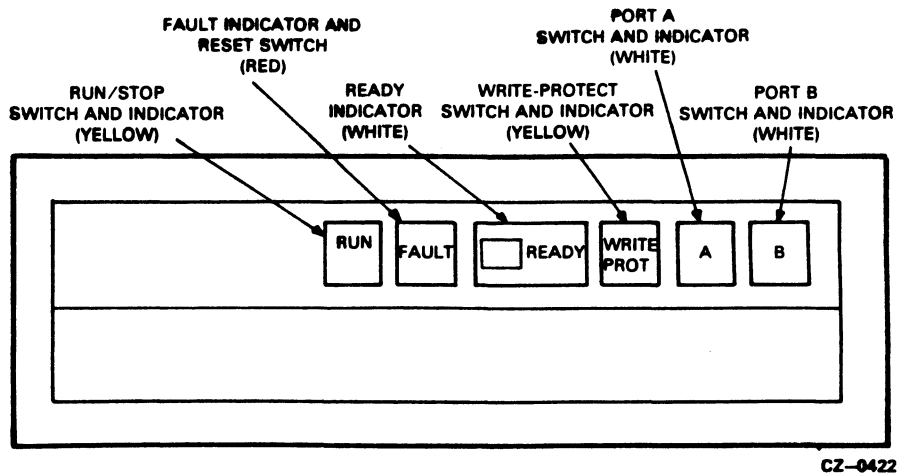 FAULT INDICATOR AND
RESET SWITCH
(RED)
PORT A
SWITCH AND INDICATOR
(WHITE)
RUN/STOP
SWITCH AND INDICATOR
(YELLOW)
READY
INDICATOR
(WHITE)
WRITE-PROTECT
SWITCH AND INDICATOR
(YELLOW)
PORT B
SWITCH AND INDICATOR
(WHITE)
RUN
FAULT
READY
WRITE
PROT
A
B
CZ-0422